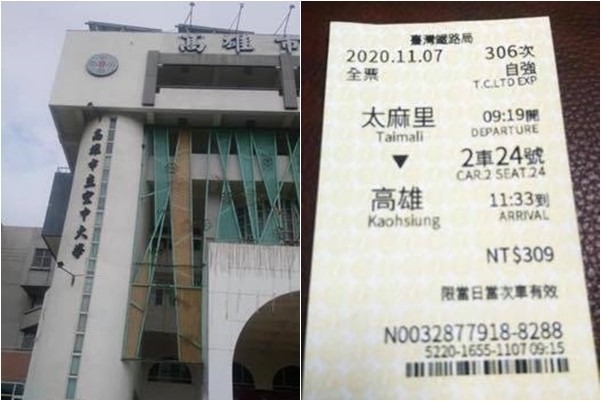 高雄市
高雄市立空中大學
臺灣鐵路局
2020.11.07 306次
全票 自強
T.C.LTD EXP
太麻里 09:19開
Taimali DEPARTURE
▼ 2車24號
CAR.2 SEAT.24
高雄 11:33到
Kaohsiung ARRIVAL
NT$309
限當日當次車有效
N0032877918-8288
5220-1655-1107 09:15